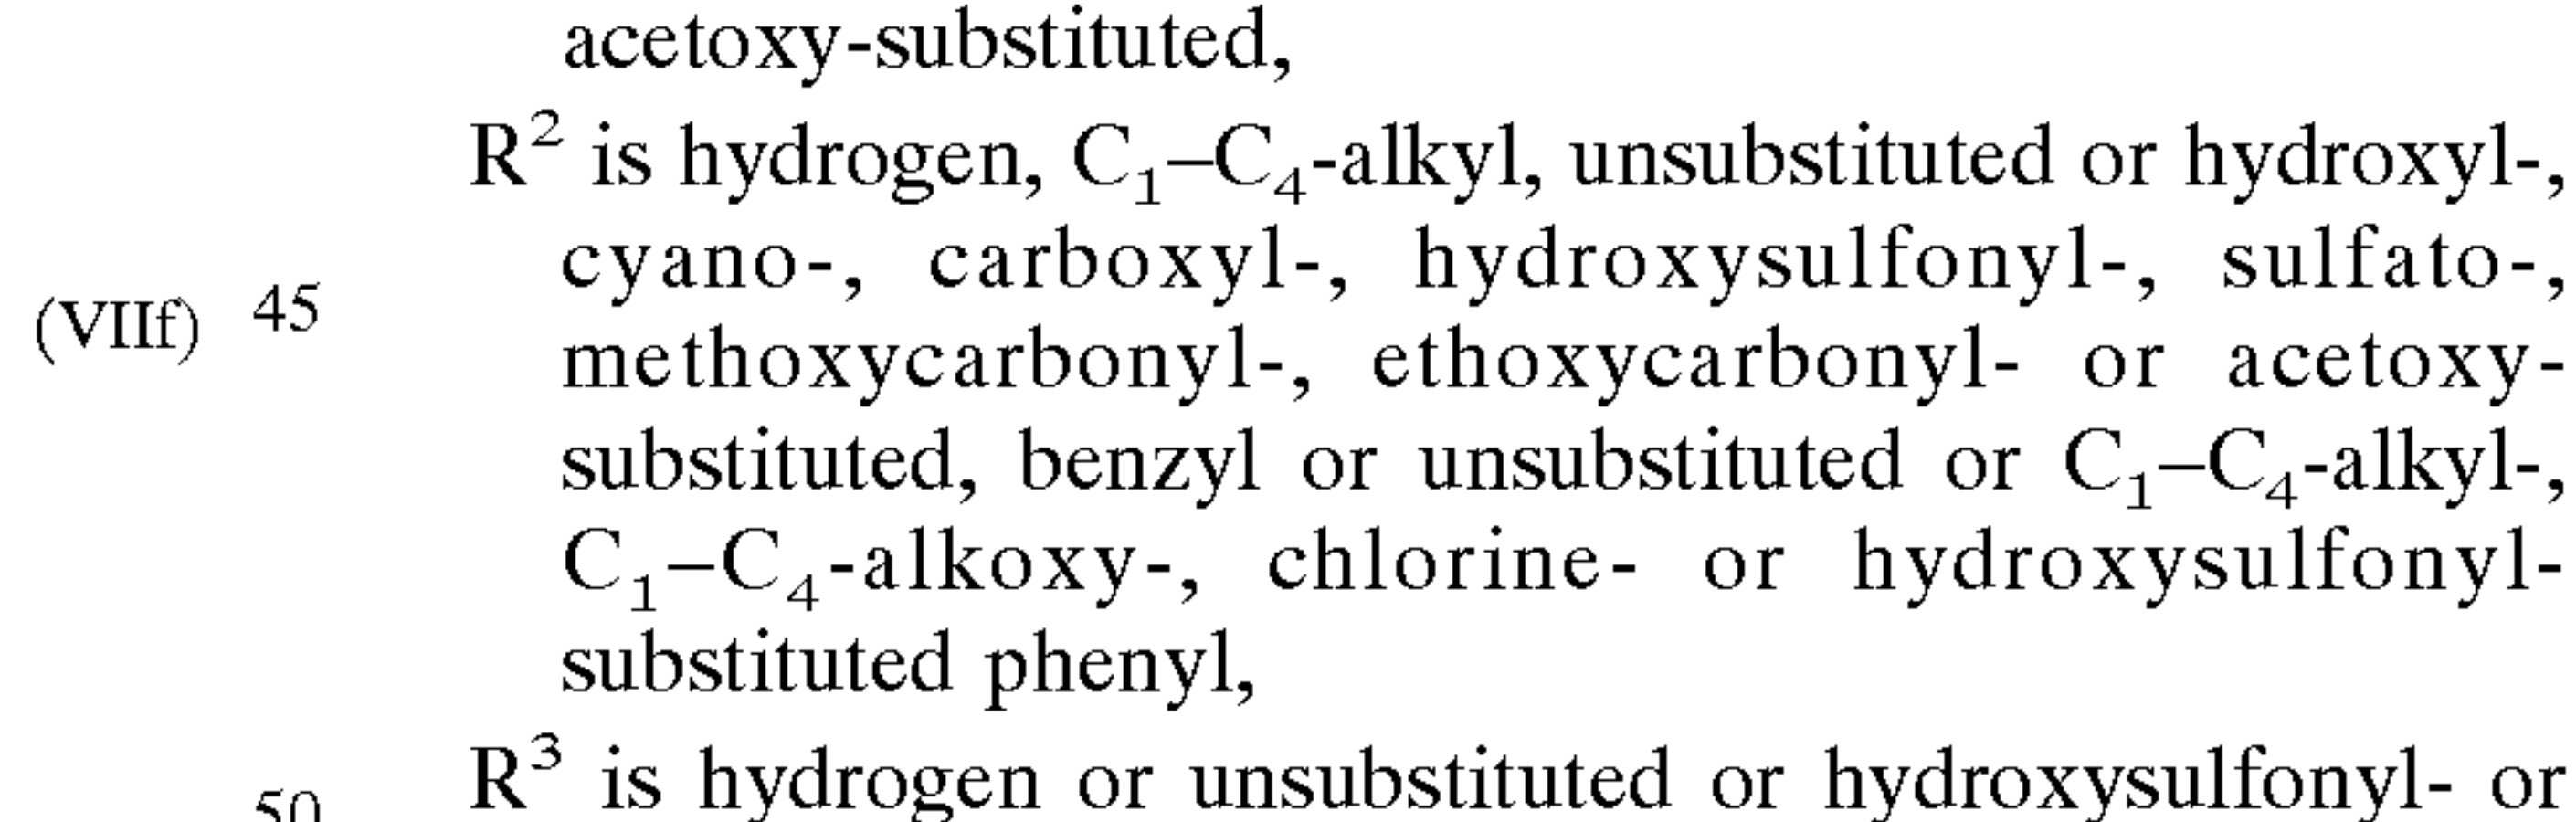 acetoxy-substituted,
R² is hydrogen, C₁–C₄-alkyl, unsubstituted or hydroxyl-,
cyano-, carboxyl-, hydroxysulfonyl-, sulfato-,
(VIIf) 45
methoxycarbonyl-, ethoxycarbonyl- or acetoxy-
substituted, benzyl or unsubstituted or C₁–C₄-alkyl-,
C₁–C₄-alkoxy-, chlorine- or hydroxysulfonyl-
substituted phenyl,
R³ is hydrogen or unsubstituted or hydroxysulfonyl- or
50